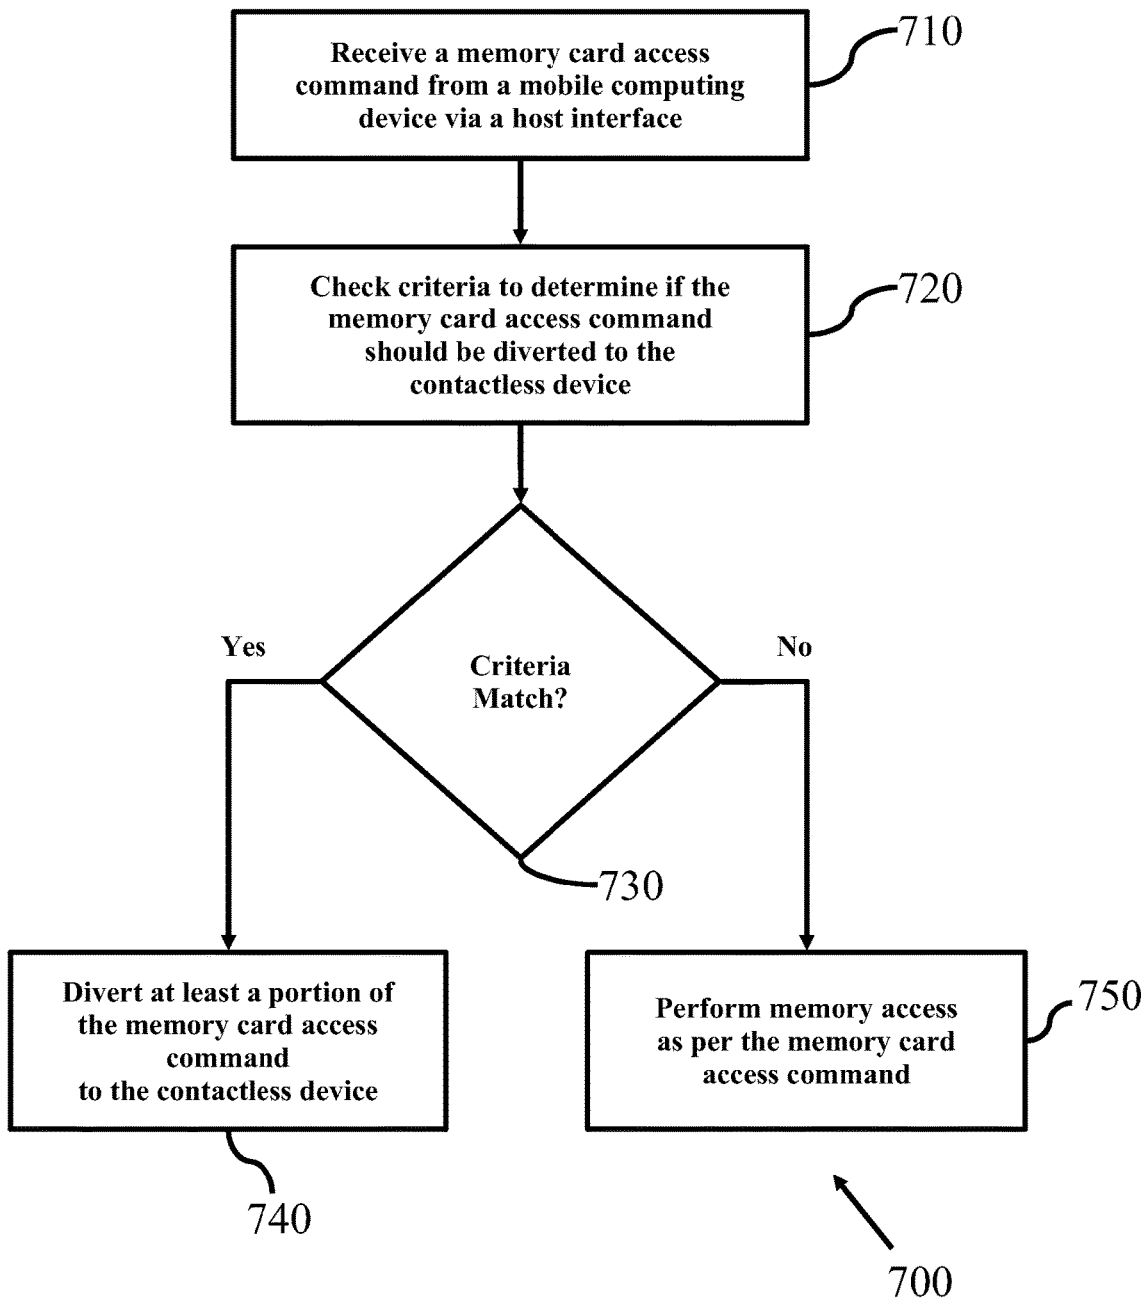 Receive a memory card access
command from a mobile computing
device via a host interface
710
Check criteria to determine if the
memory card access command
should be diverted to the
contactless device
720
Yes
No
Criteria
Match?
730
Divert at least a portion of
the memory card access
command
to the contactless device
740
Perform memory access
as per the memory card
access command
750
700